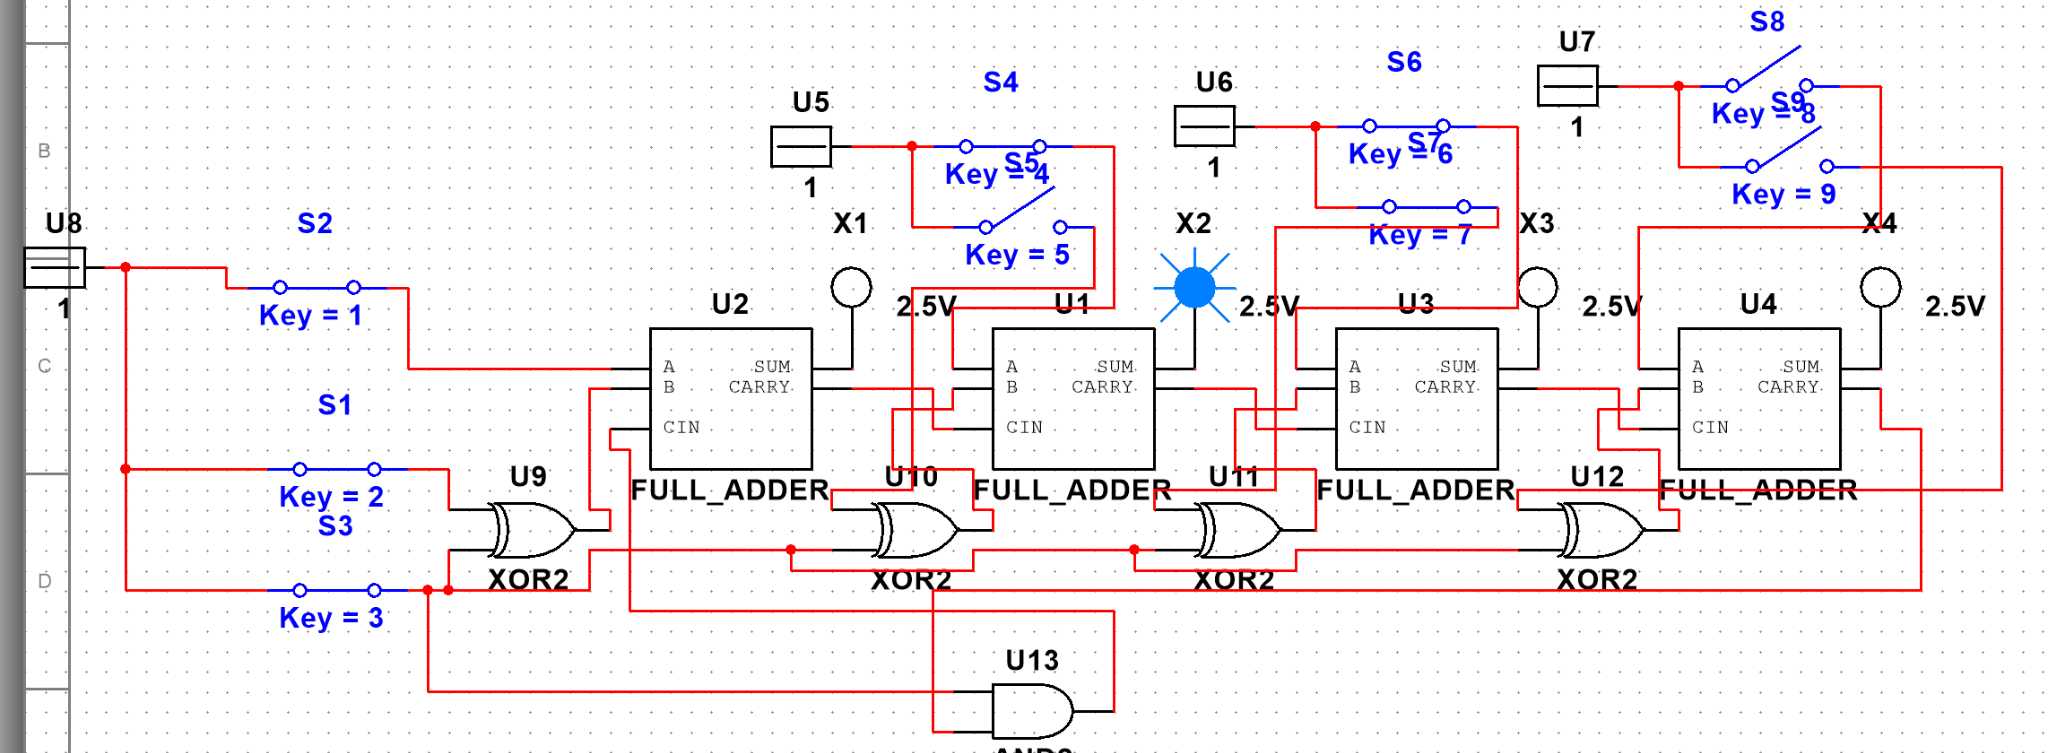 S8
U7
S6
S4
U6
U5
S9
Key = 8
1
S7
Key = 6
B
S5
Key = 4
1
1
Key = 9
U8
S2
X1
X2
X3
X4
Key = 5
Key = 7
1
Key = 1
U2
2.5V
U1
2.5V
U3
2.5V
U4
2.5V
C
A SUM
B CARRY
CIN
A SUM
B CARRY
CIN
A SUM
B CARRY
CIN
A SUM
B CARRY
CIN
S1
Key = 2
U9
FULL_ADDER
U10
FULL_ADDER
U11
FULL_ADDER
U12
FULL_ADDER
S3
D
XOR2
XOR2
XOR2
XOR2
Key = 3
U13